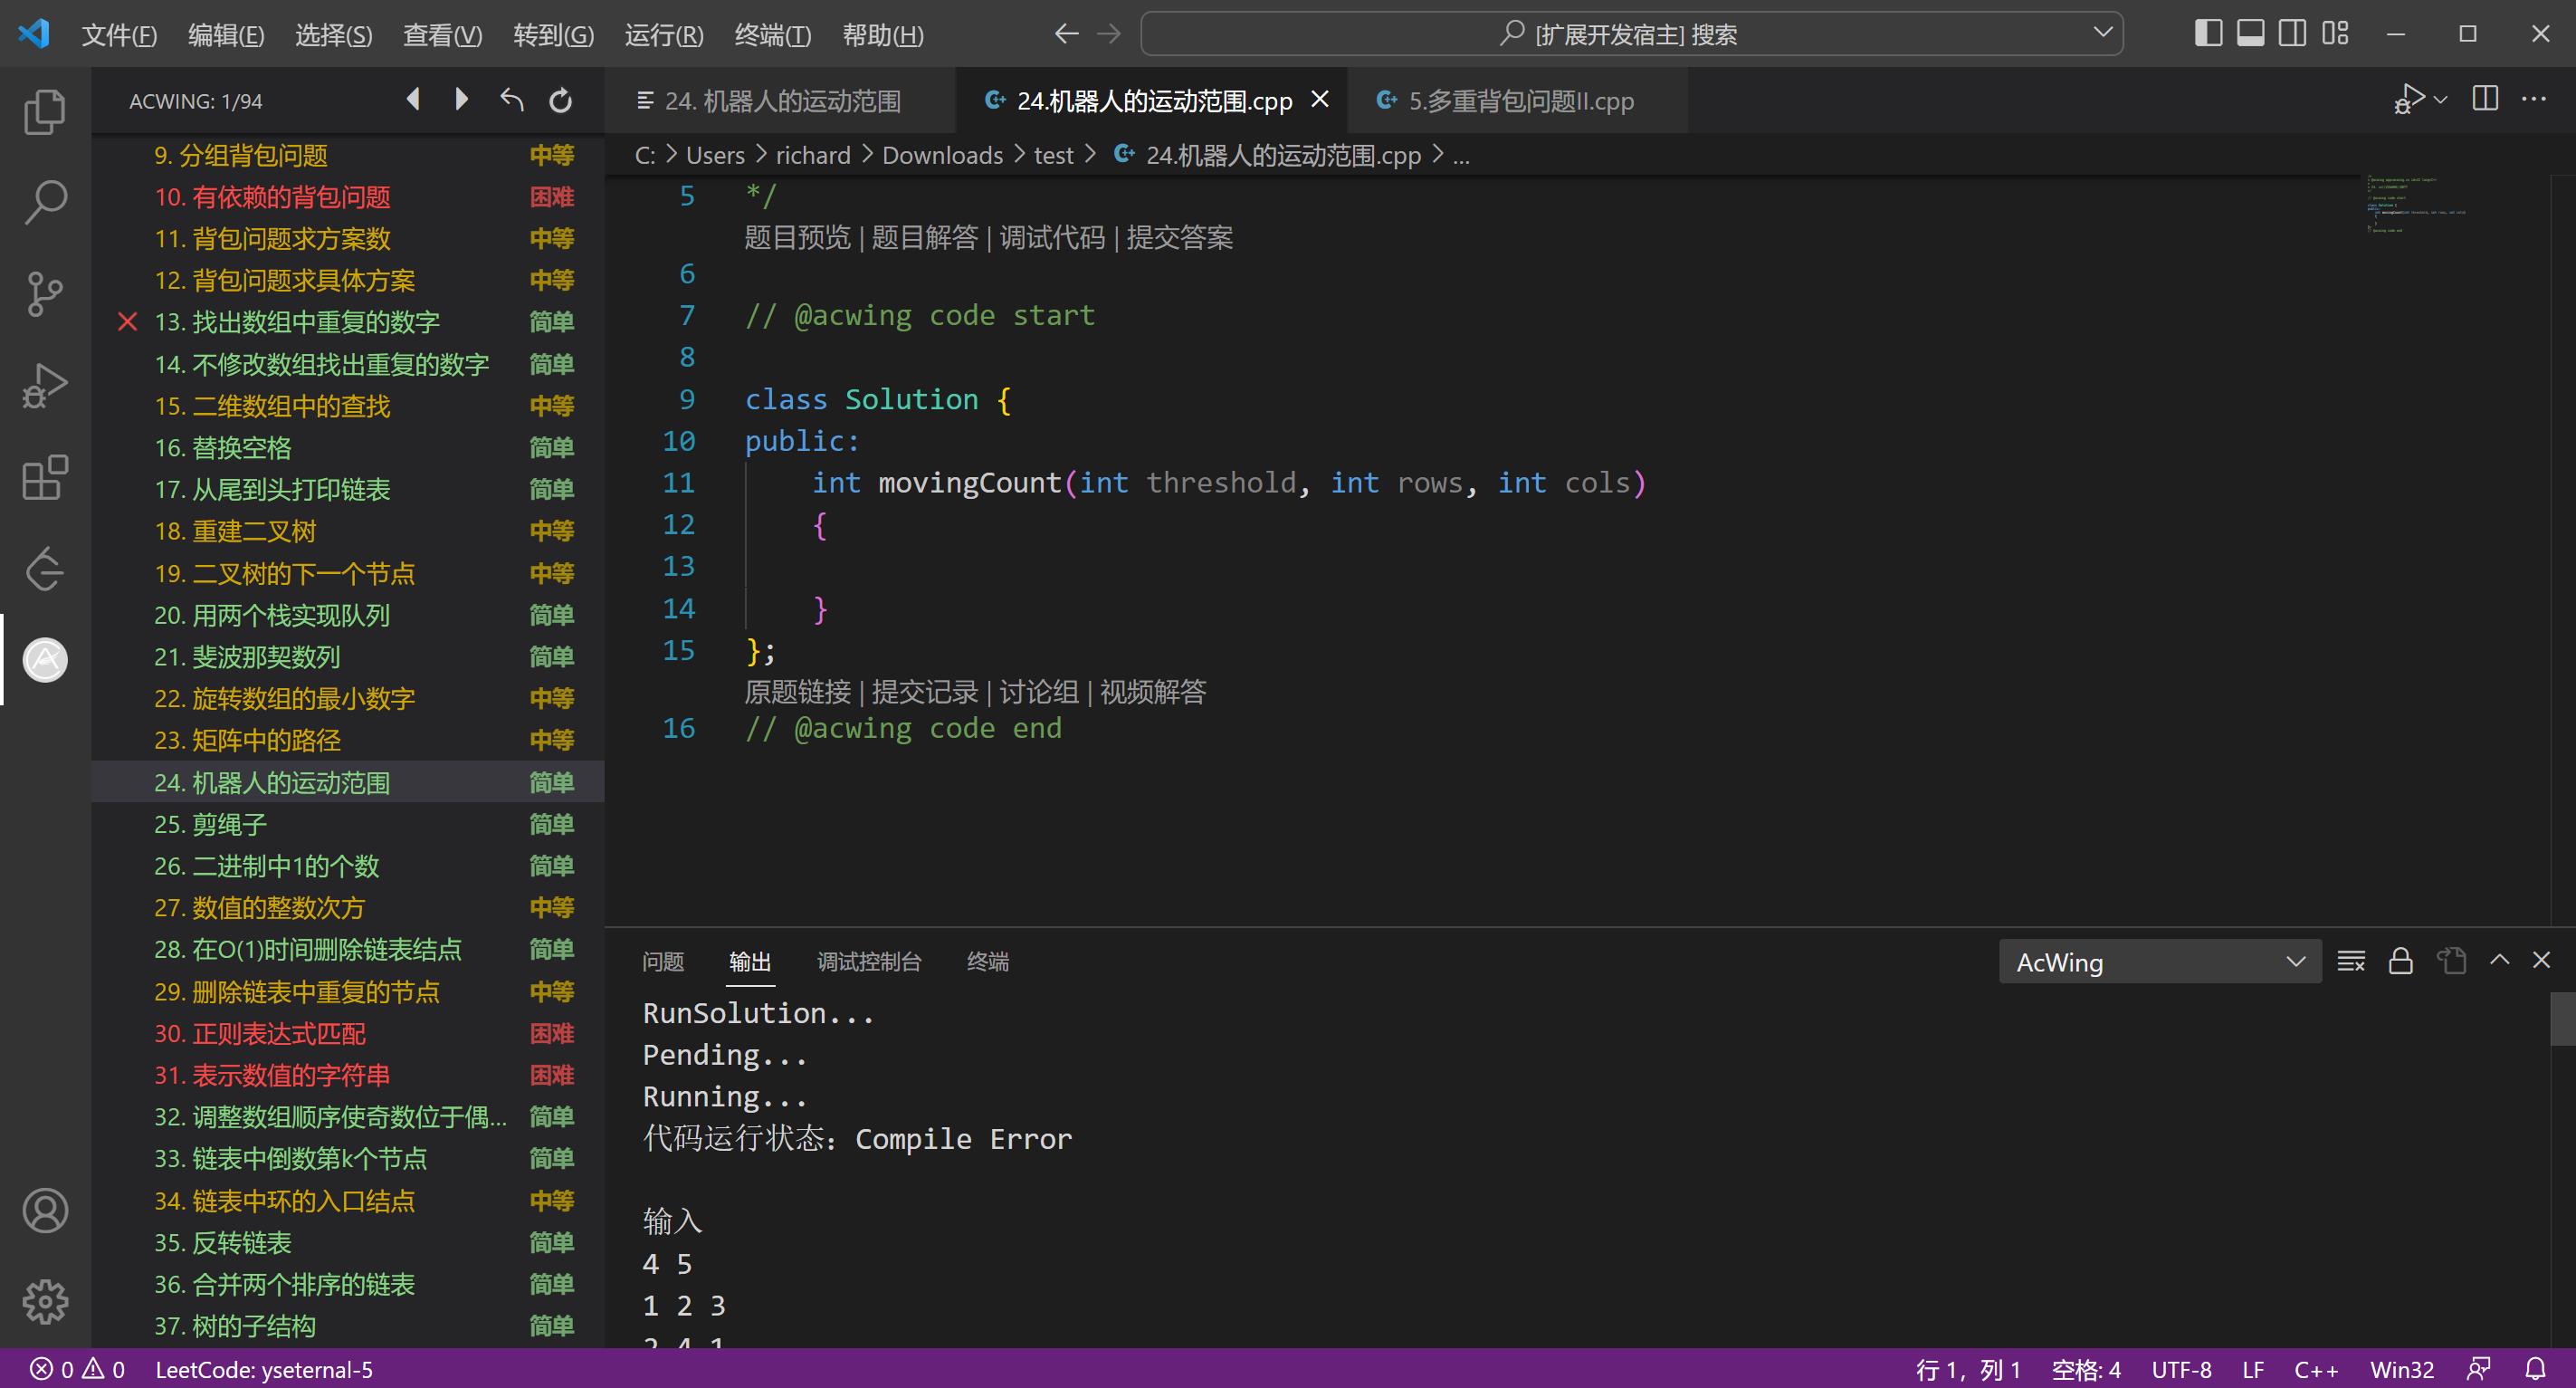 文件(F) 编辑(E) 选择(S) 查看(V) 转到(G) 运行(R) 终端(T) 帮助(H) [扩展开发宿主] 搜索
ACWING: 1/94
9. 分组背包问题 中等
10. 有依赖的背包问题 困难
11. 背包问题求方案数 中等
12. 背包问题求具体方案 中等
13. 找出数组中重复的数字 简单
14. 不修改数组找出重复的数字 简单
15. 二维数组中的查找 中等
16. 替换空格 简单
17. 从尾到头打印链表 简单
18. 重建二叉树 中等
19. 二叉树的下一个节点 中等
20. 用两个栈实现队列 简单
21. 斐波那契数列 简单
22. 旋转数组的最小数字 中等
23. 矩阵中的路径 中等
24. 机器人的运动范围 简单
25. 剪绳子 简单
26. 二进制中1的个数 简单
27. 数值的整数次方 中等
28. 在O(1)时间删除链表结点 简单
29. 删除链表中重复的节点 中等
30. 正则表达式匹配 困难
31. 表示数值的字符串 困难
32. 调整数组顺序使奇数位于偶... 简单
33. 链表中倒数第k个节点 简单
34. 链表中环的入口结点 中等
35. 反转链表 简单
36. 合并两个排序的链表 简单
37. 树的子结构 简单
24. 机器人的运动范围 24.机器人的运动范围.cpp 5.多重背包问题II.cpp
C: > Users > richard > Downloads > test > 24.机器人的运动范围.cpp > ...
5 */
题目预览 | 题目解答 | 调试代码 | 提交答案
6
7 // @acwing code start
8
9 class Solution {
10 public:
11 int movingCount(int threshold, int rows, int cols)
12 {
13
14 }
15 };
原题链接 | 提交记录 | 讨论组 | 视频解答
16 // @acwing code end
问题 输出 调试控制台 终端 AcWing
RunSolution...
Pending...
Running...
代码运行状态：Compile Error
输入
4 5
1 2 3
2 4 1
0 0 LeetCode: yseternal-5 行 1，列 1 空格: 4 UTF-8 LF C++ Win32